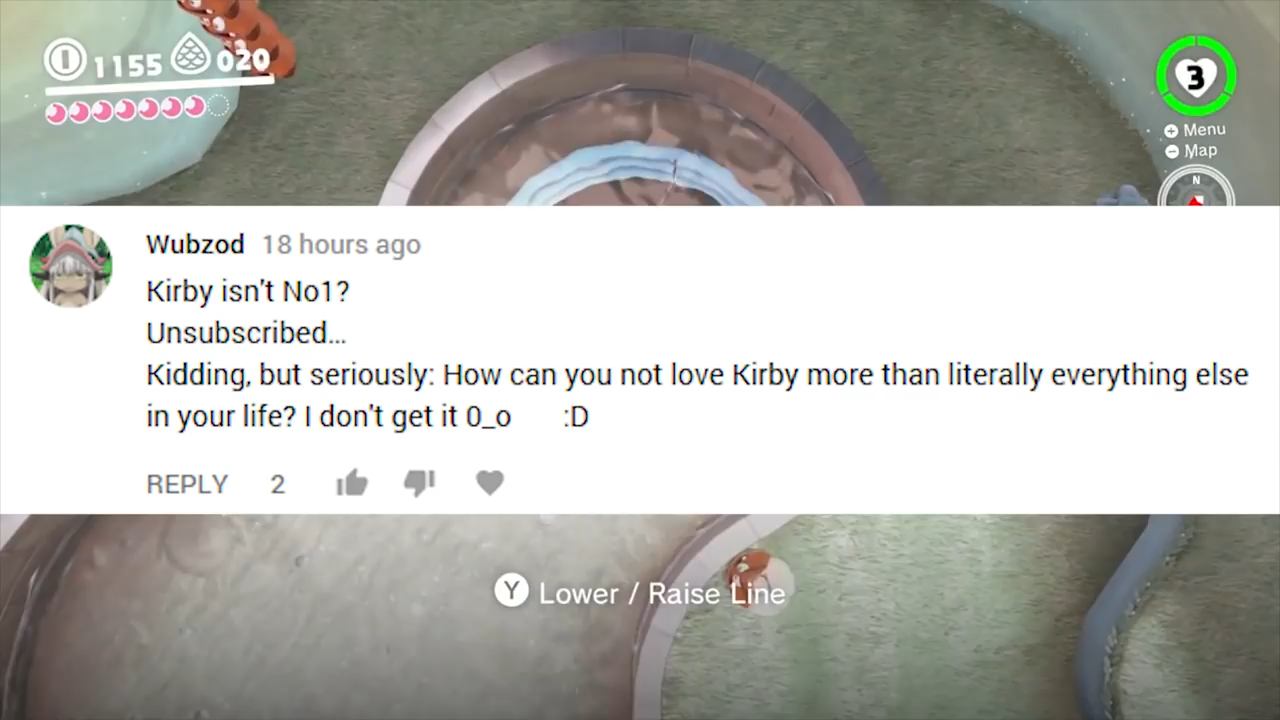 1155 020
3
Menu
Map
N
Wubzod 18 hours ago
Kirby isn't No1?
Unsubscribed...
Kidding, but seriously: How can you not love Kirby more than literally everything else
in your life? I don't get it 0_o :D
REPLY 2
Y Lower / Raise Line